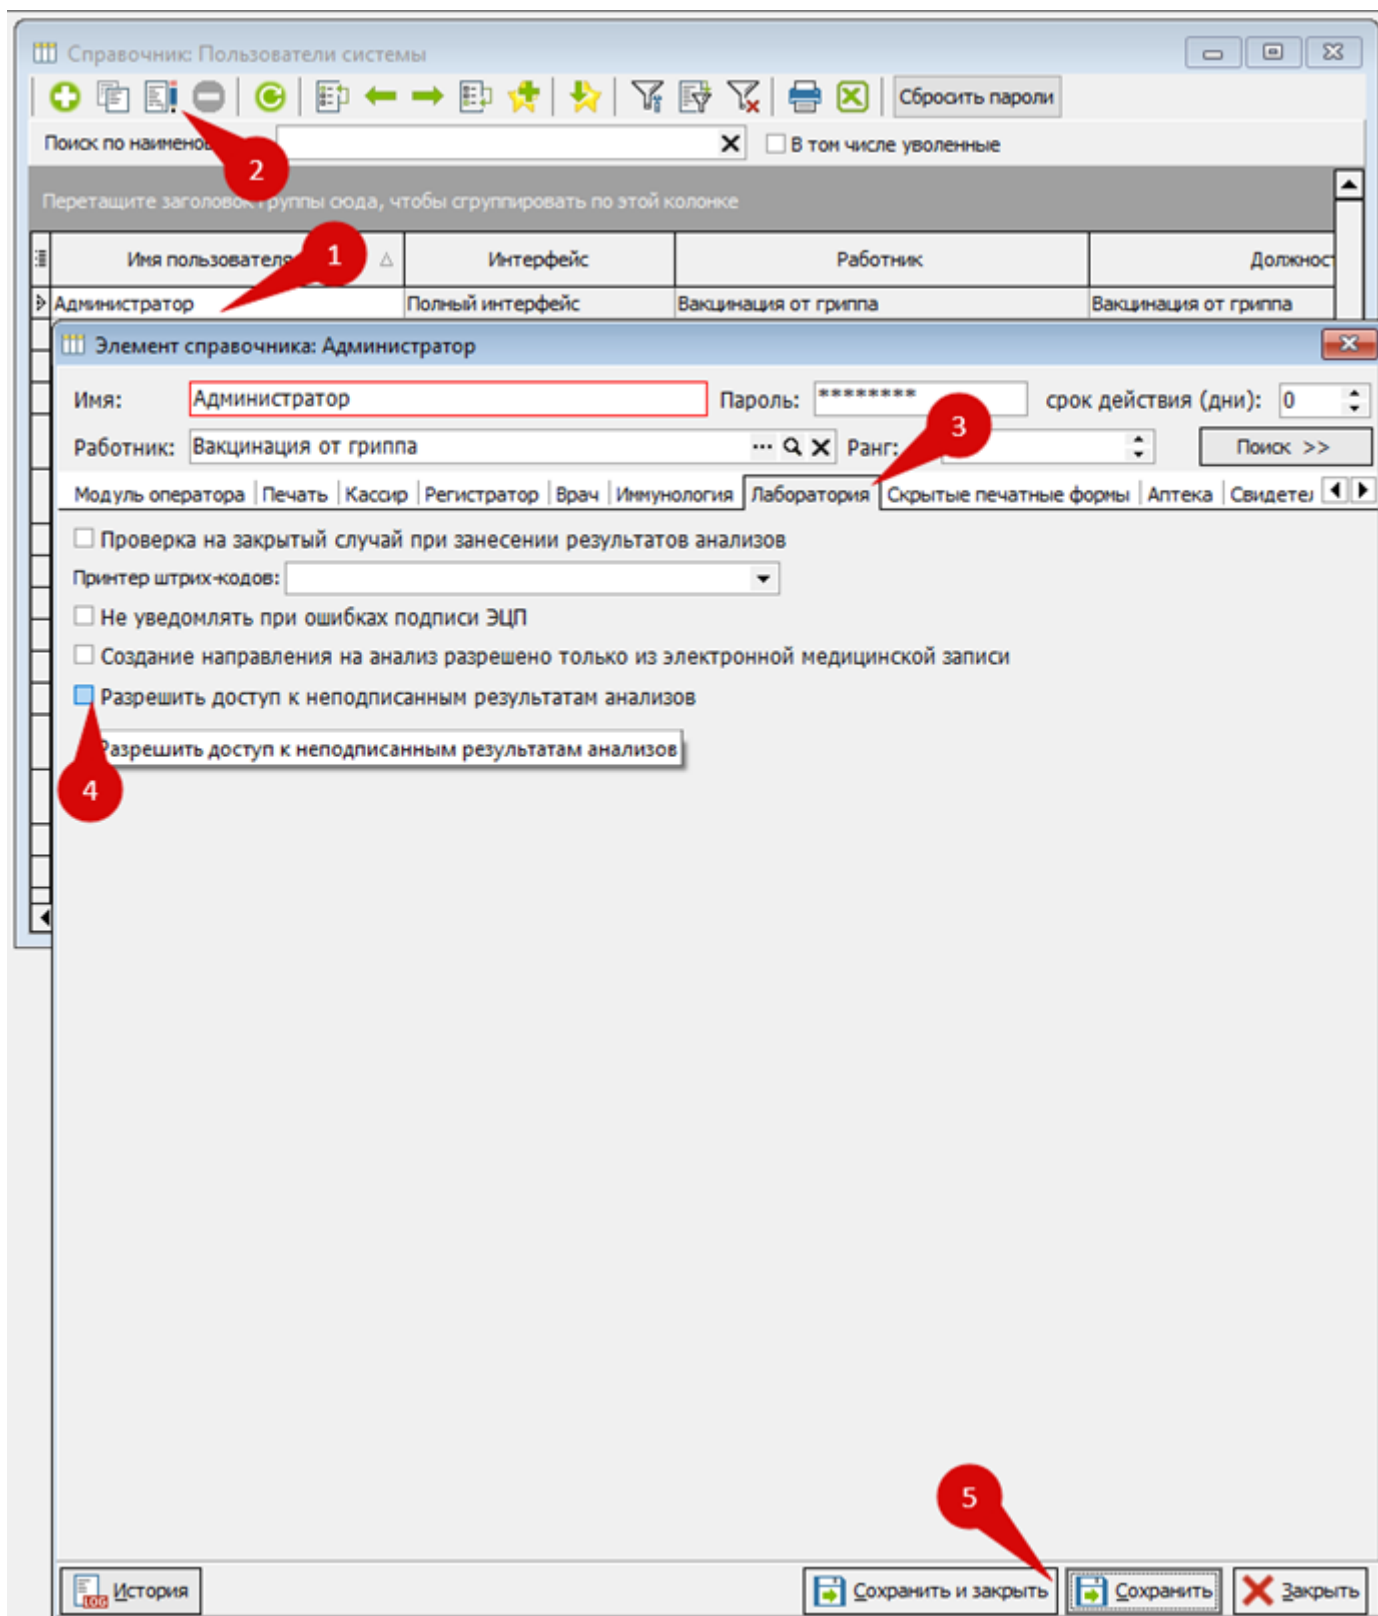 Справочник: Пользователи системы
Сбросить пароли
Поиск по наимено
В том числе уволенные
2
Перетащите заголовок группы сюда, чтобы сгруппировать по этой колонке
Имя пользователя 1 Интерфейс Работник Должност
Администратор Полный интерфейс Вакцинация от гриппа Вакцинация от гриппа
Элемент справочника: Администратор
Имя: Администратор Пароль: ******** срок действия (дни): 0
3
Работник: Вакцинация от гриппа ... Ранг: Поиск >>
Модуль оператора Печать Кассир Регистратор Врач Иммунология Лаборатория Скрытые печатные формы Аптека Свидетел
Проверка на закрытый случай при занесении результатов анализов
Принтер штрих-кодов:
Не уведомлять при ошибках подписи ЭЦП
Создание направления на анализ разрешено только из электронной медицинской записи
Разрешить доступ к неподписанным результатам анализов
Разрешить доступ к неподписанным результатам анализов
4
5
LOG История Сохранить и закрыть Сохранить Закрыть